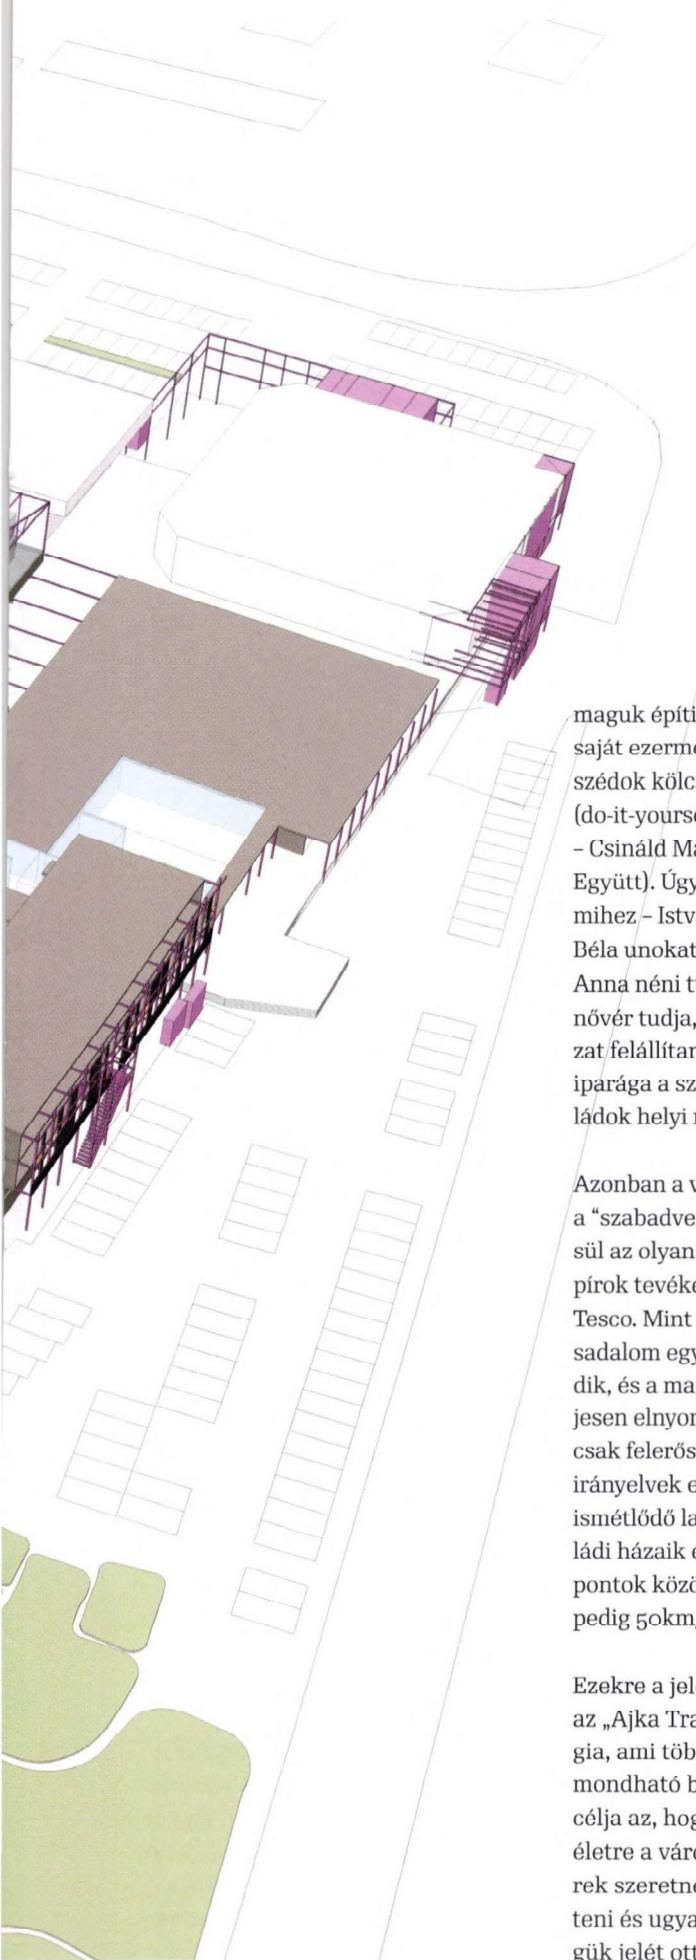 maguk építi
saját ezerme
szédok kölc
(do-it-yourse
– Csináld Ma
Együtt). Úgy
mihez – Istv
Béla unokat
Anna néni t
nővér tudja,
zat felállítan
iparága a sz
ládok helyi
Azonban a v
a “szabadve
sül az olyan
pírok tevéke
Tesco. Mint
sadalom egy
dik, és a ma
jesen elnyon
csak felerős
irányelvek e
ismétlődő la
ládi házaik é
pontok közö
pedig 50km
Ezekre a jel
az „Ajka Tra
gia, ami töb
mondható b
célja az, hog
életre a váro
rek szeretne
teni és ugya
gük jelét ott